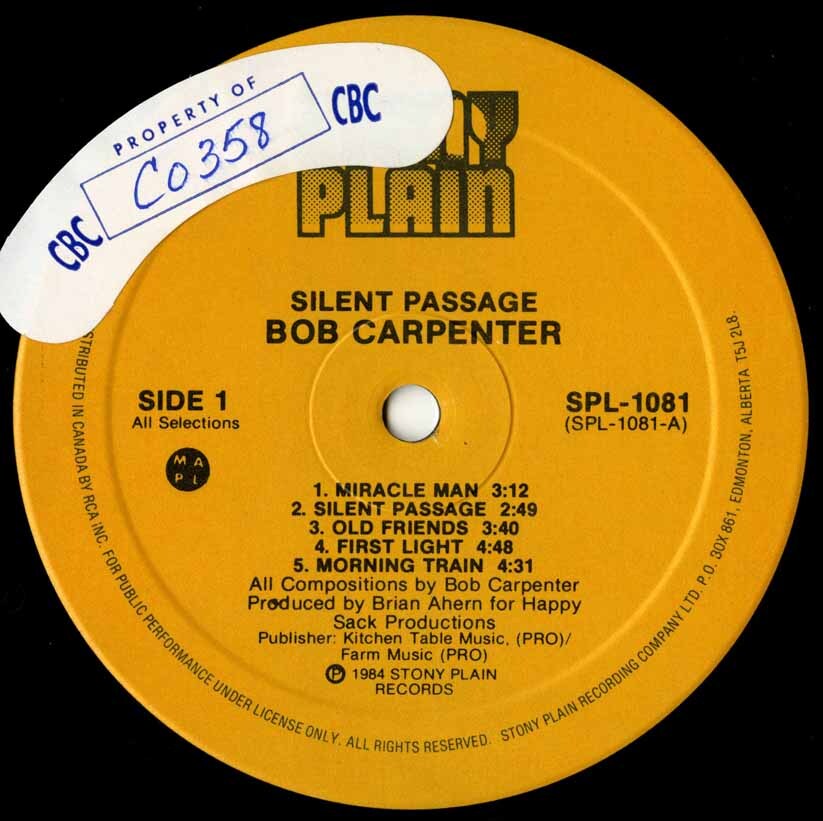 PROPERTY OF
CBC
CO358
CBC
NY
PLAIN
SILENT PASSAGE
BOB CARPENTER
SIDE 1
All Selections
SPL-1081
(SPL-1081-A)
M A
P L
1. MIRACLE MAN 3:12
2. SILENT PASSAGE 2:49
3. OLD FRIENDS 3:40
4. FIRST LIGHT 4:48
5. MORNING TRAIN 4:31
All Compositions by Bob Carpenter
Produced by Brian Ahern for Happy
Sack Productions
Publisher: Kitchen Table Music, (PRO)/
Farm Music (PRO)
℗ 1984 STONY PLAIN
RECORDS
STRIBUTED IN CANADA BY RCA INC. FOR PUBLIC PERFORMANCE UNDER LICENSE ONLY. ALL RIGHTS RESERVED. STONY PLAIN RECORDING COMPANY LTD. P.O. 30X 861, EDMONTON, ALBERTA T5J 2L8.